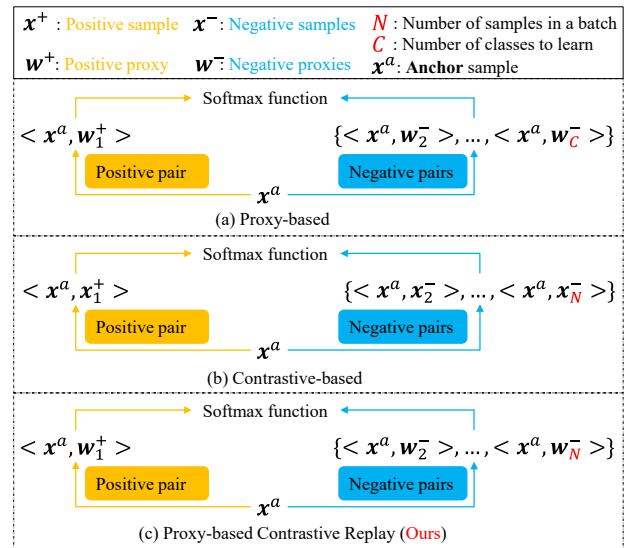 x⁺ : Positive sample x⁻ : Negative samples N : Number of samples in a batch
C : Number of classes to learn
w⁺ : Positive proxy w⁻ : Negative proxies xᵃ: Anchor sample
Softmax function
< xᵃ, w₁⁺ > {< xᵃ, w₂⁻ >, ..., < xᵃ, w_C⁻ >}
Positive pair Negative pairs
xᵃ
(a) Proxy-based
Softmax function
< xᵃ, x₁⁺ > {< xᵃ, x₂⁻ >, ..., < xᵃ, x_N⁻ >}
Positive pair Negative pairs
xᵃ
(b) Contrastive-based
Softmax function
< xᵃ, w₁⁺ > {< xᵃ, w₂⁻ >, ..., < xᵃ, w_N⁻ >}
Positive pair Negative pairs
xᵃ
(c) Proxy-based Contrastive Replay (Ours)